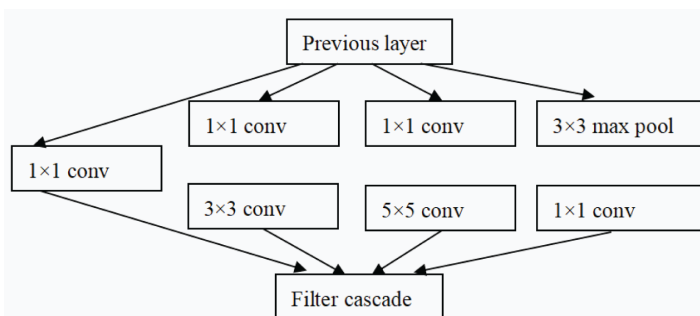 Previous layer
1×1 conv
1×1 conv
3×3 max pool
1×1 conv
3×3 conv
5×5 conv
1×1 conv
Filter cascade